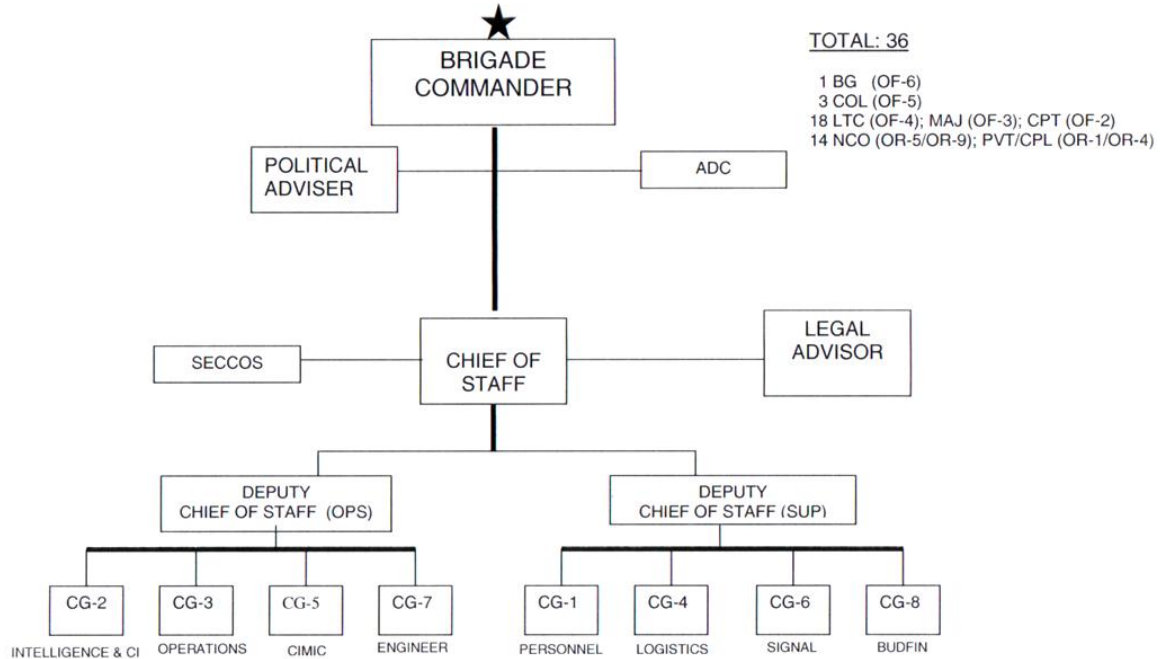 BRIGADE
COMMANDER
TOTAL: 36
1 BG (OF-6)
3 COL (OF-5)
18 LTC (OF-4); MAJ (OF-3); CPT (OF-2)
14 NCO (OR-5/OR-9); PVT/CPL (OR-1/OR-4)
POLITICAL
ADVISER
ADC
SECCOS
CHIEF OF
STAFF
LEGAL
ADVISOR
DEPUTY
CHIEF OF STAFF (OPS)
DEPUTY
CHIEF OF STAFF (SUP)
CG-2
INTELLIGENCE & CI
CG-3
OPERATIONS
CG-5
CIMIC
CG-7
ENGINEER
CG-1
PERSONNEL
CG-4
LOGISTICS
CG-6
SIGNAL
CG-8
BUDFIN